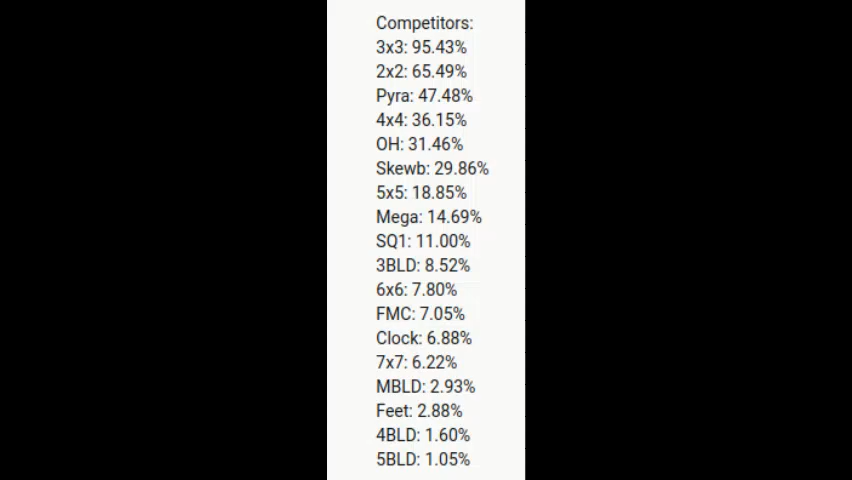 Competitors:
3x3: 95.43%
2x2: 65.49%
Pyra: 47.48%
4x4: 36.15%
OH: 31.46%
Skewb: 29.86%
5x5: 18.85%
Mega: 14.69%
SQ1: 11.00%
3BLD: 8.52%
6x6: 7.80%
FMC: 7.05%
Clock: 6.88%
7x7: 6.22%
MBLD: 2.93%
Feet: 2.88%
4BLD: 1.60%
5BLD: 1.05%